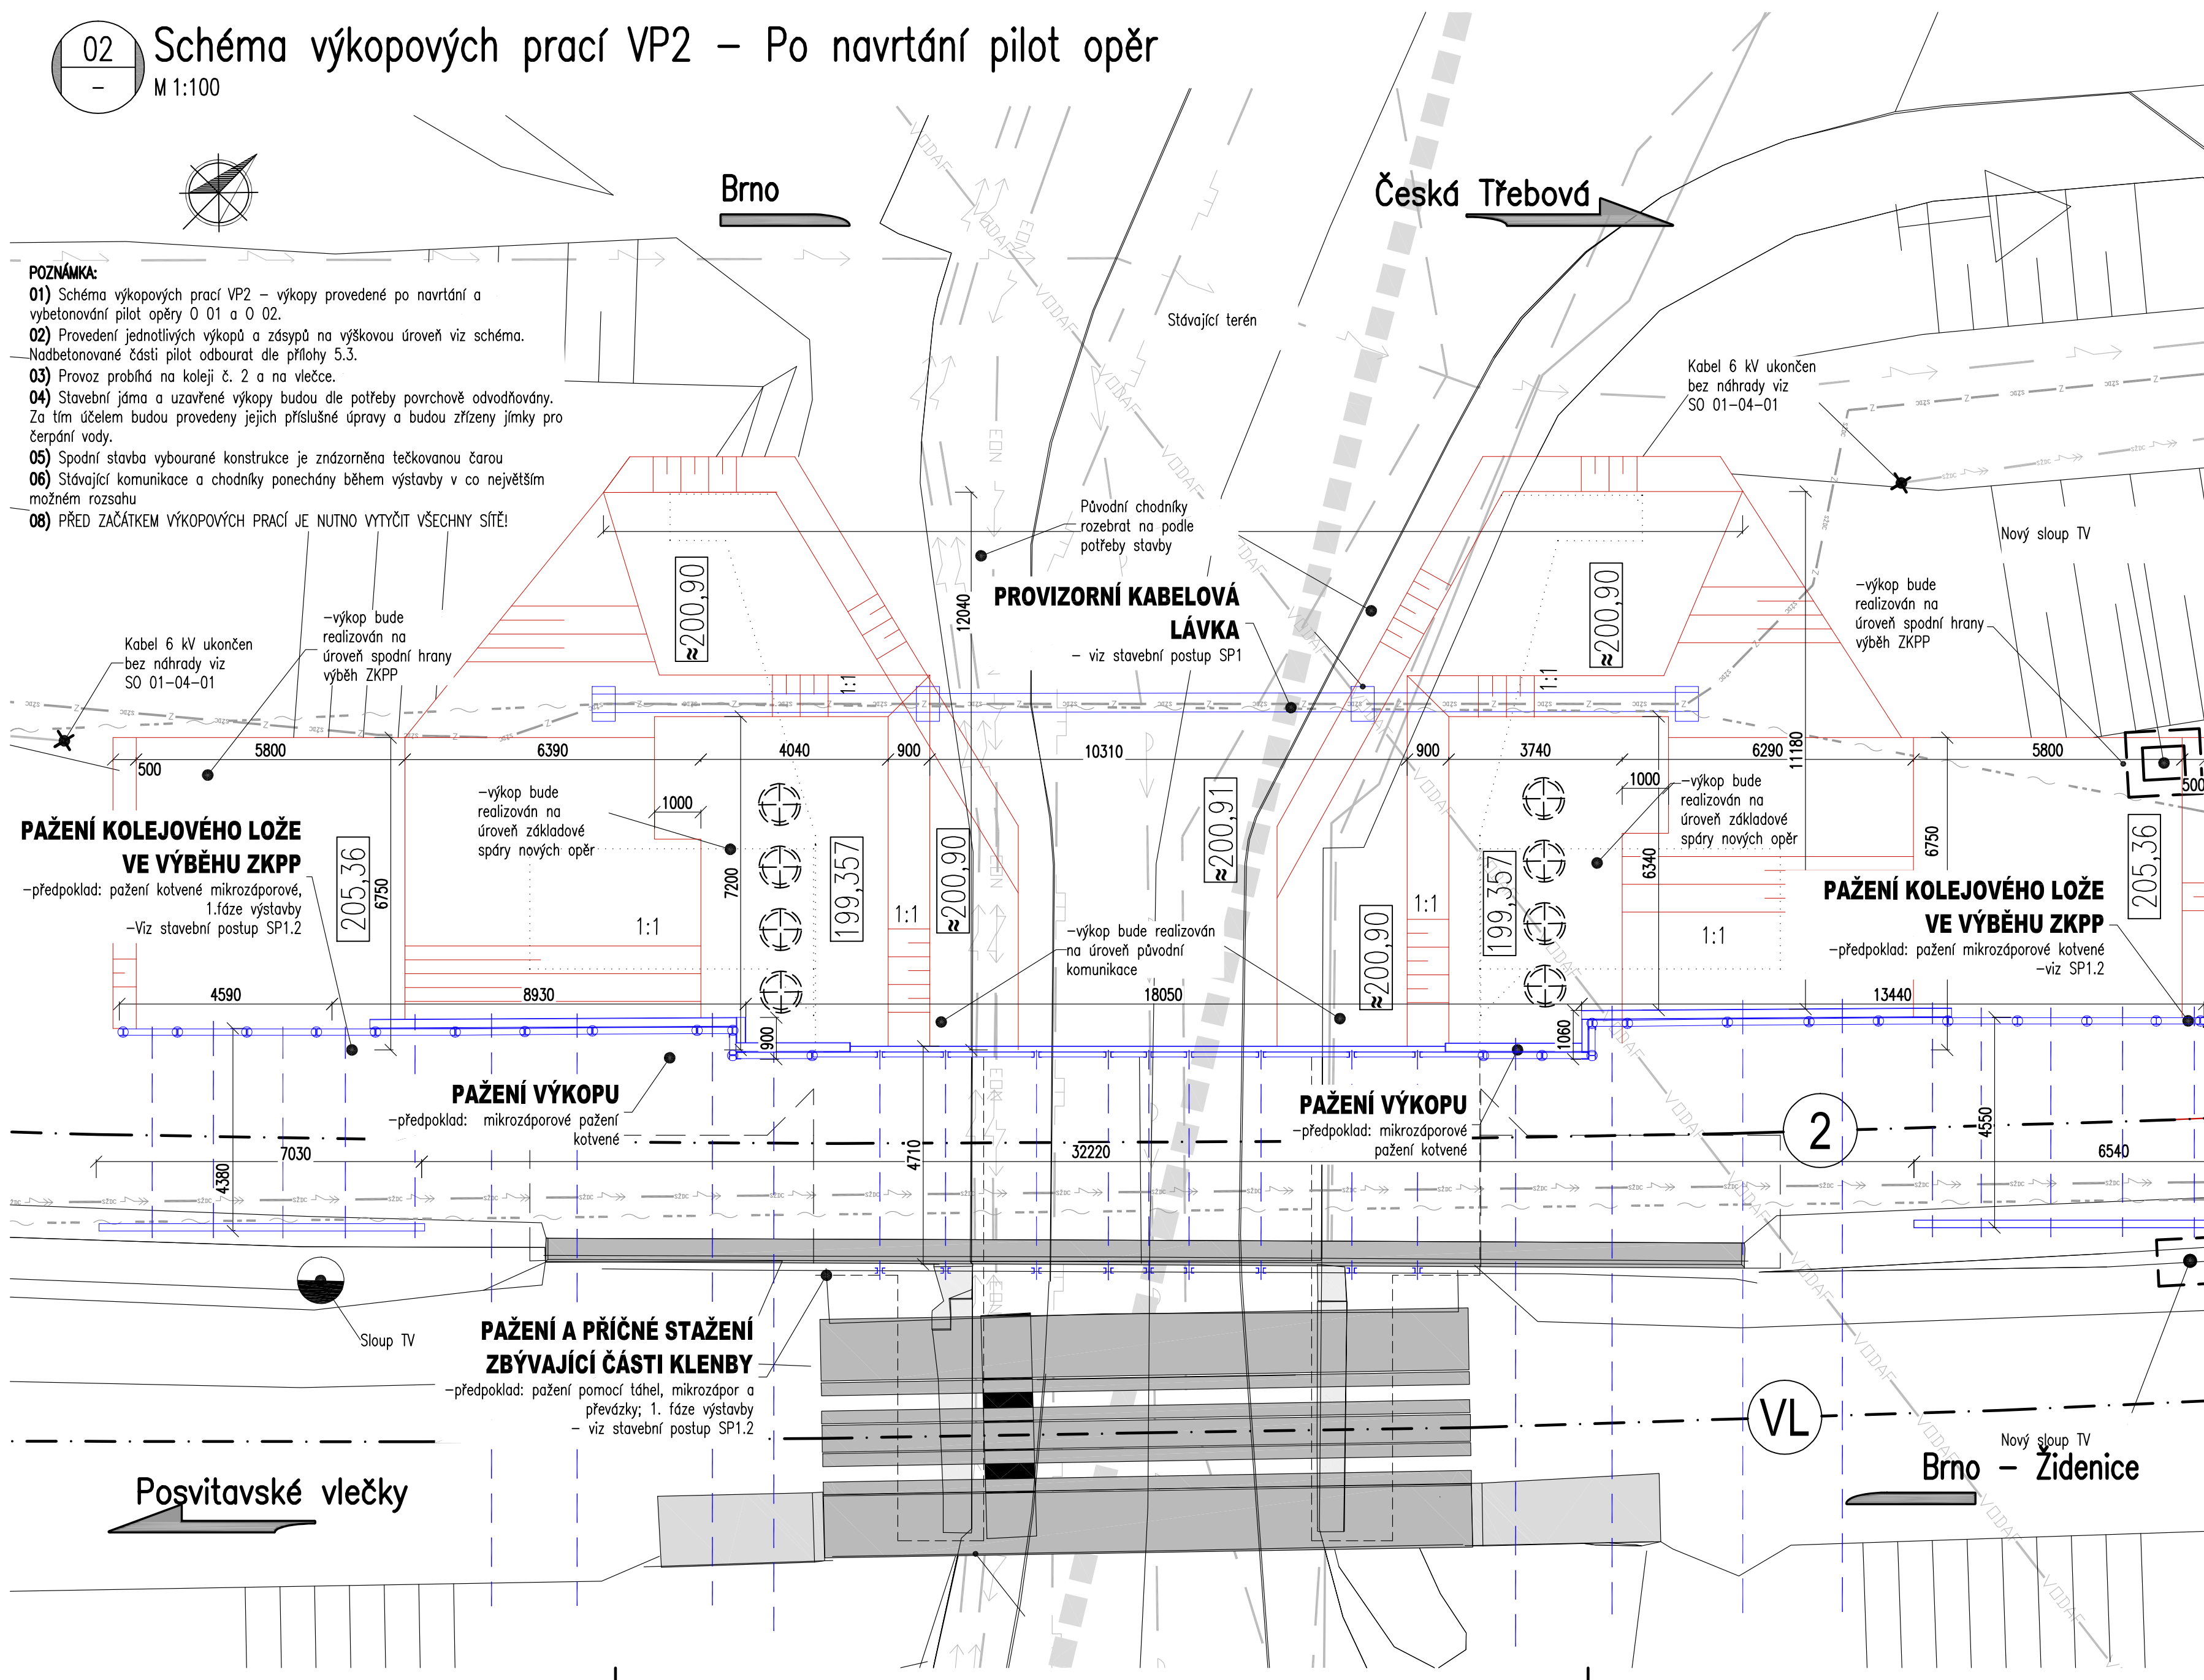 02
-
Schéma výkopových prací VP2 – Po navrtání pilot opěr
M 1:100
Brno
Česká Třebová
POZNÁMKA:
01) Schéma výkopových prací VP2 – výkopy provedené po navrtání a
vybetonování pilot opěry O 01 a O 02.
02) Provedení jednotlivých výkopů a zásypů na výškovou úroveň viz schéma.
Nadbetonované části pilot odbourat dle přílohy 5.3.
03) Provoz probíhá na koleji č. 2 a na vlečce.
04) Stavební jáma a uzavřené výkopy budou dle potřeby povrchově odvodňovány.
Za tím účelem budou provedeny jejich příslušné úpravy a budou zřízeny jímky pro
čerpání vody.
05) Spodní stavba vybourané konstrukce je znázorněna tečkovanou čarou
06) Stávající komunikace a chodníky ponechány během výstavby v co největším
možném rozsahu
08) PŘED ZAČÁTKEM VÝKOPOVÝCH PRACÍ JE NUTNO VYTYČIT VŠECHNY SÍTĚ!
Stávající terén
Kabel 6 kV ukončen
bez náhrady viz
SO 01-04-01
Původní chodníky
rozebrat na podle
potřeby stavby
Nový sloup TV
PROVIZORNÍ KABELOVÁ
LÁVKA
- viz stavební postup SP1
-výkop bude
realizován na
úroveň spodní hrany
výběh ZKPP
Kabel 6 kV ukončen
bez náhrady viz
SO 01-04-01
-výkop bude
realizován na
úroveň spodní hrany
výběh ZKPP
≈200,90
12040
≈200,90
1:1
1:1
11180
500
5800
6390
4040
900
10310
900
3740
6290
5800
500
1000
1000
-výkop bude
realizován na
úroveň základové
spáry nových opěr
-výkop bude
realizován na
úroveň základové
spáry nových opěr
PAŽENÍ KOLEJOVÉHO LOŽE
VE VÝBĚHU ZKPP
-předpoklad: pažení kotvené mikrozáporové,
1.fáze výstavby
-Viz stavební postup SP1.2
205,36
6750
7200
199,357
≈200,90
≈200,91
≈200,90
199,357
6340
6750
205,36
1:1
1:1
1:1
1:1
PAŽENÍ KOLEJOVÉHO LOŽE
VE VÝBĚHU ZKPP
-předpoklad: pažení mikrozáporové kotvené
-viz SP1.2
-výkop bude realizován
na úroveň původní
komunikace
4590
8930
18050
13440
900
1060
PAŽENÍ VÝKOPU
-předpoklad: mikrozáporové pažení
kotvené
PAŽENÍ VÝKOPU
-předpoklad: mikrozáporové
pažení kotvené
2
7030
4380
4710
32220
4550
6540
Sloup TV
PAŽENÍ A PŘÍČNÉ STAŽENÍ
ZBÝVAJÍCÍ ČÁSTI KLENBY
-předpoklad: pažení pomocí táhel, mikrozápor a
převázky; 1. fáze výstavby
- viz stavební postup SP1.2
VL
Nový sloup TV
Posvitavské vlečky
Brno – Židenice